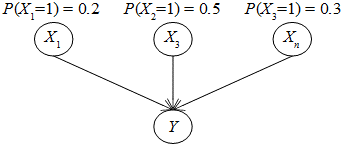 P(X₁=1) = 0.2 P(X₂=1) = 0.5 P(X₃=1) = 0.3
X₁ X₃ Xₙ
Y